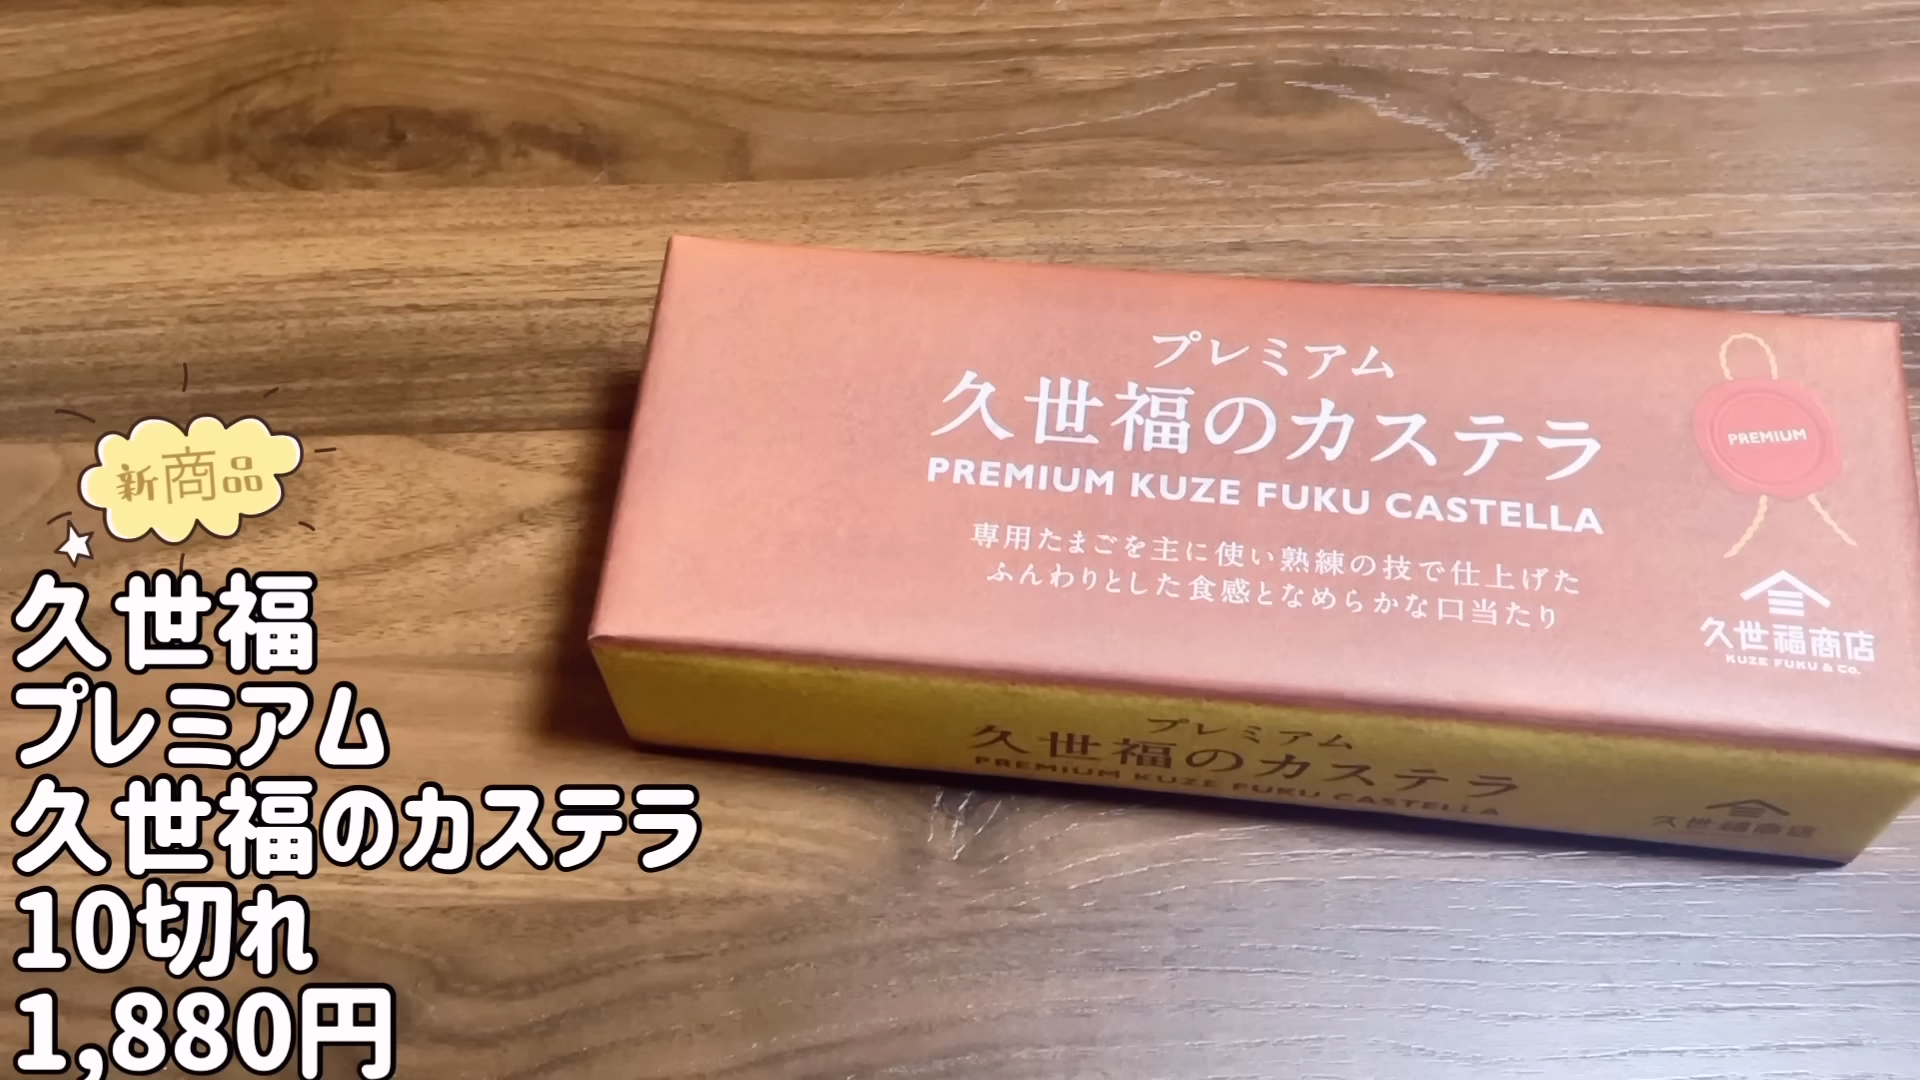 プレミアム
久世福のカステラ
PREMIUM KUZE FUKU CASTELLA
専用たまごを主に使い熟練の技で仕上げた
ふんわりとした食感となめらかな口当たり
PREMIUM
久世福商店
KUZE FUKU & Co.
プレミアム
久世福のカステラ
PREMIUM KUZE FUKU CASTELLA
久世福商店
新商品
久世福
プレミアム
久世福のカステラ
10切れ
1,880円